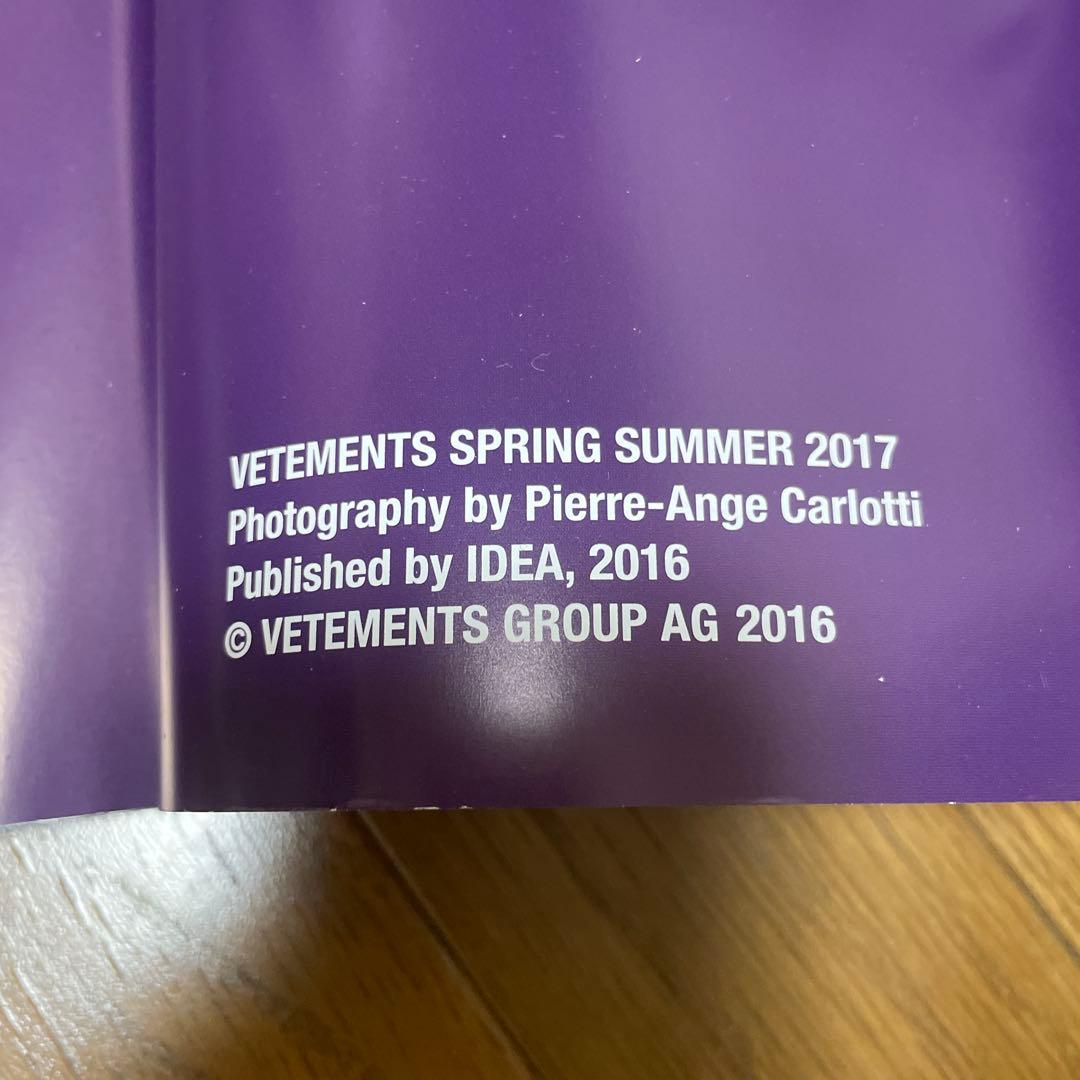 VETEMENTS SPRING SUMMER 2017
Photography by Pierre-Ange Carlotti
Published by IDEA, 2016
© VETEMENTS GROUP AG 2016